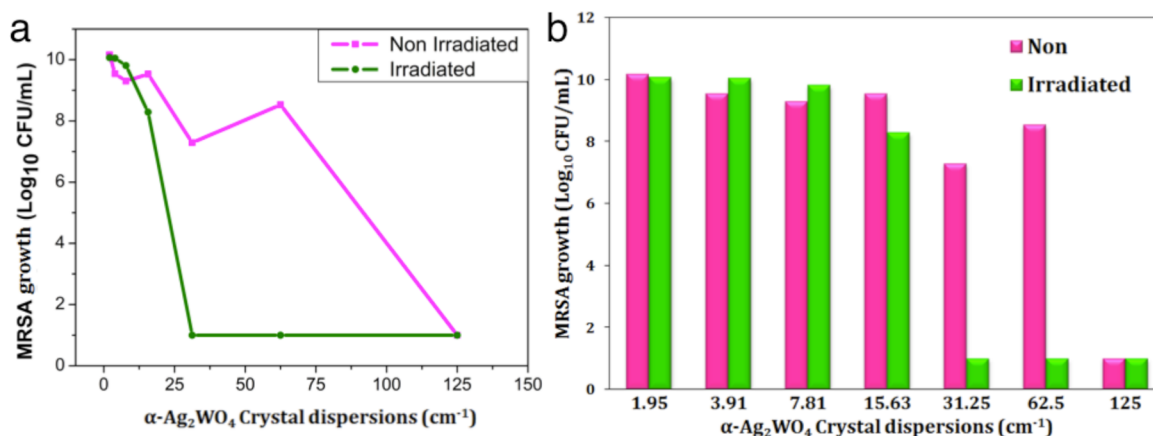 a
MRSA growth (Log₁₀ CFU/mL)
10
8
6
4
2
0
Non Irradiated
Irradiated
0 25 50 75 100 125 150
α-Ag₂WO₄ Crystal dispersions (cm⁻¹)
b
MRSA growth (Log₁₀ CFU/mL)
12
10
8
6
4
2
0
Non
Irradiated
1.95 3.91 7.81 15.63 31.25 62.5 125
α-Ag₂WO₄ Crystal dispersions (cm⁻¹)